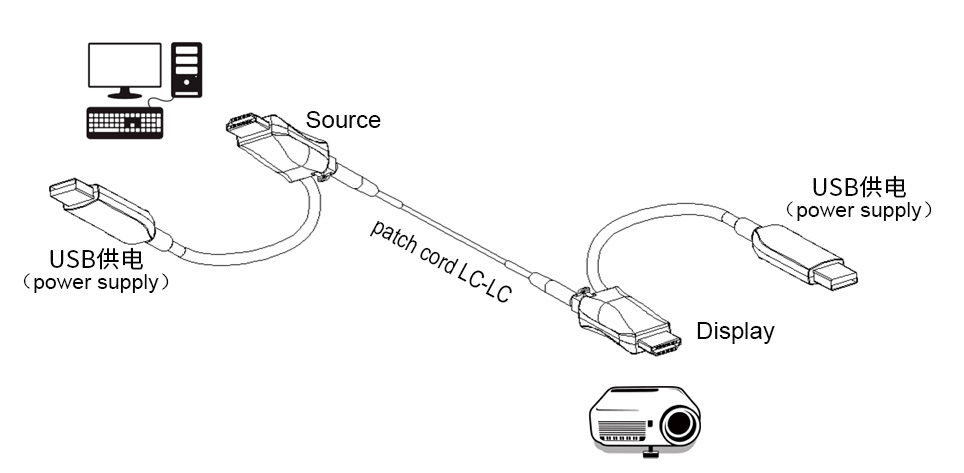 Source
USB供电
（power supply）
patch cord LC-LC
USB供电
（power supply）
Display